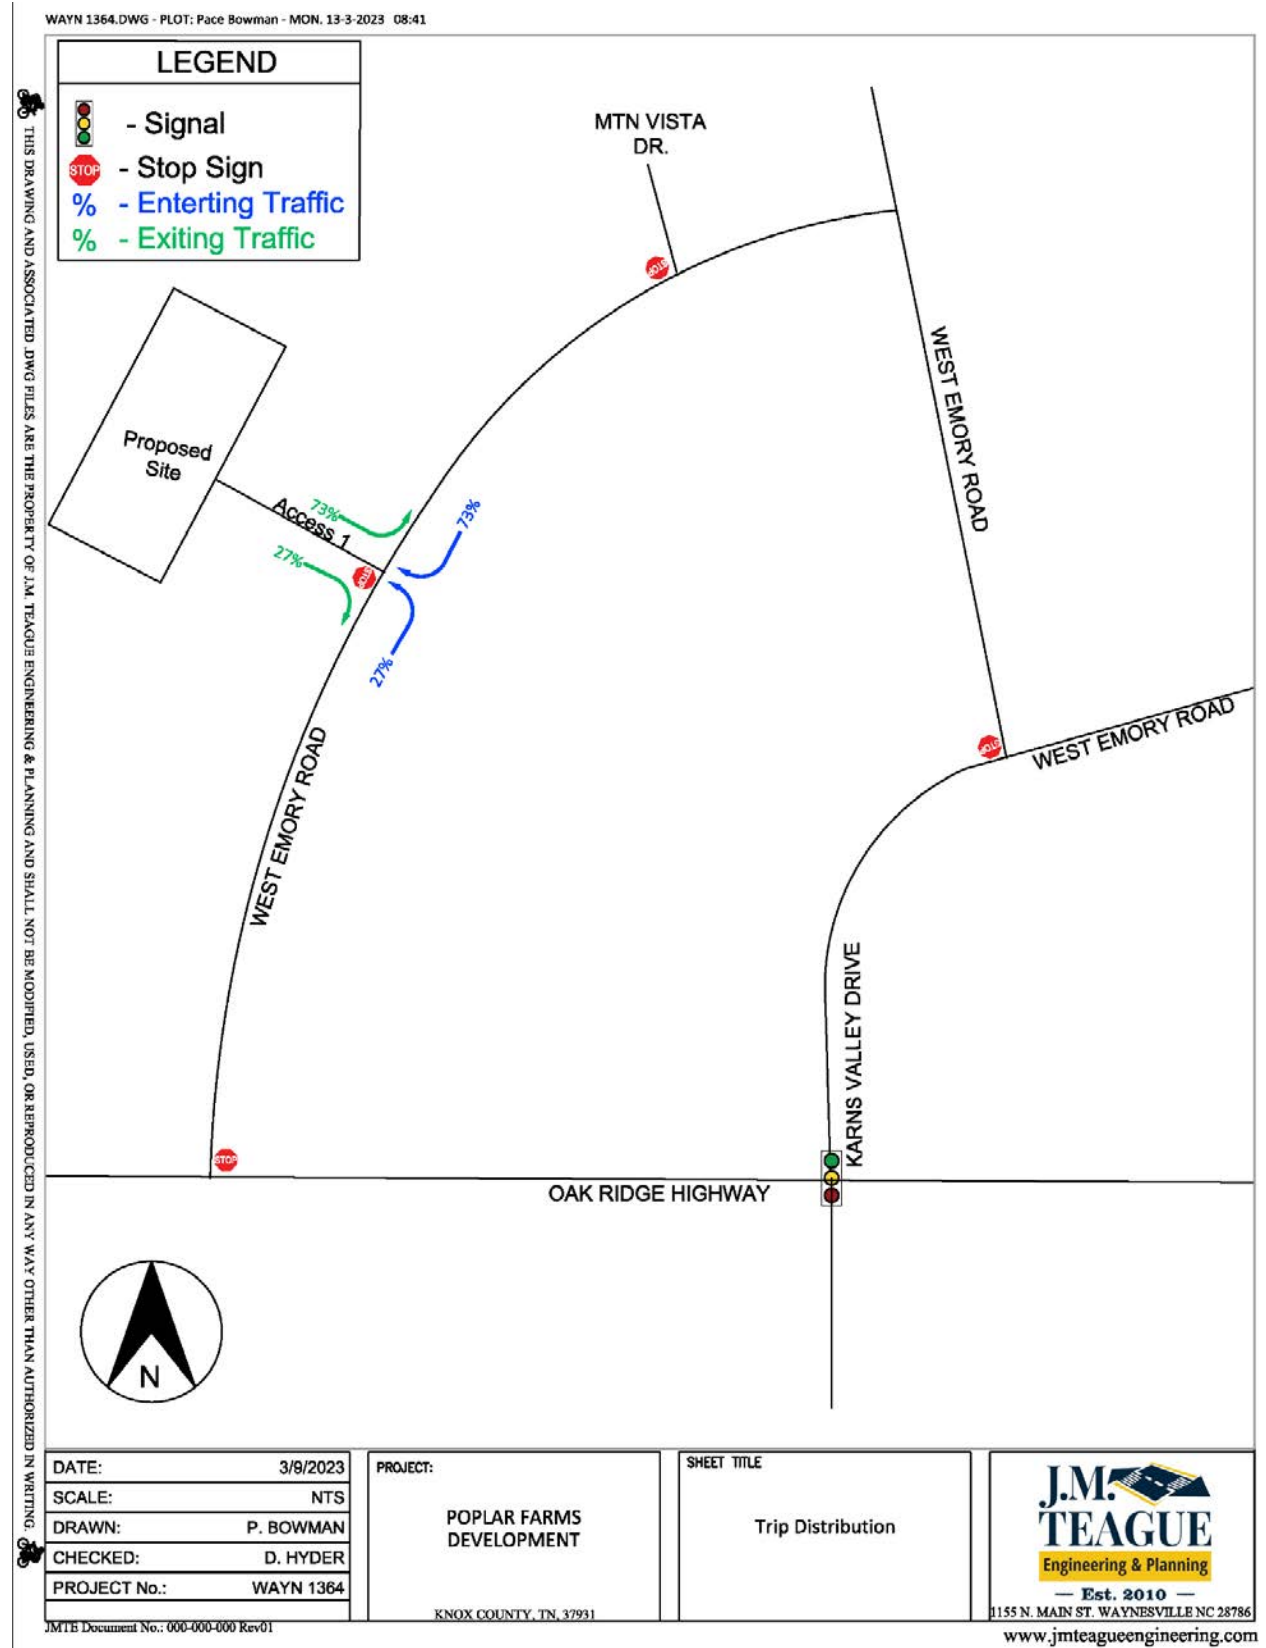 WAYN 1364.DWG - PLOT: Pace Bowman - MON. 13-3-2023 08:41
LEGEND
- Signal
STOP
- Stop Sign
% - Enterting Traffic
% - Exiting Traffic
THIS DRAWING AND ASSOCIATED .DWG FILES ARE THE PROPERTY OF J.M. TEAGUE ENGINEERING & PLANNING AND SHALL NOT BE MODIFIED, USED, OR REPRODUCED IN ANY WAY OTHER THAN AUTHORIZED IN WRITING.
MTN VISTA
DR.
STOP
WEST EMORY ROAD
Proposed
Site
Access 1
73%
73%
27%
STOP
27%
WEST EMORY ROAD
STOP
WEST EMORY ROAD
KARNS VALLEY DRIVE
STOP
OAK RIDGE HIGHWAY
N
DATE: 3/9/2023
SCALE: NTS
DRAWN: P. BOWMAN
CHECKED: D. HYDER
PROJECT No.: WAYN 1364
JMTE Document No.: 000-000-000 Rev01
PROJECT:
POPLAR FARMS
DEVELOPMENT
KNOX COUNTY, TN, 37931
SHEET TITLE
Trip Distribution
J.M.
TEAGUE
Engineering & Planning
— Est. 2010 —
1155 N. MAIN ST. WAYNESVILLE NC 28786
www.jmteagueengineering.com